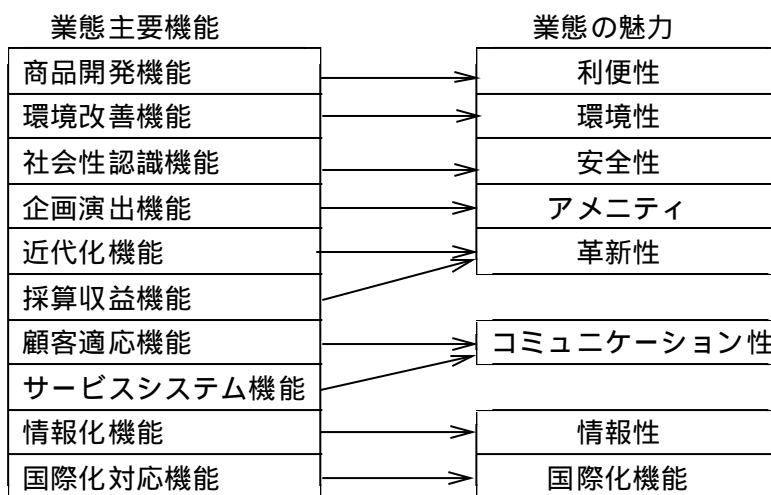 業態主要機能 業態の魅力
商品開発機能 利便性
環境改善機能 環境性
社会性認識機能 安全性
企画演出機能 アメニティ
近代化機能 革新性
採算収益機能
顧客適応機能 コミュニケーション性
サービスシステム機能
情報化機能 情報性
国際化対応機能 国際化機能